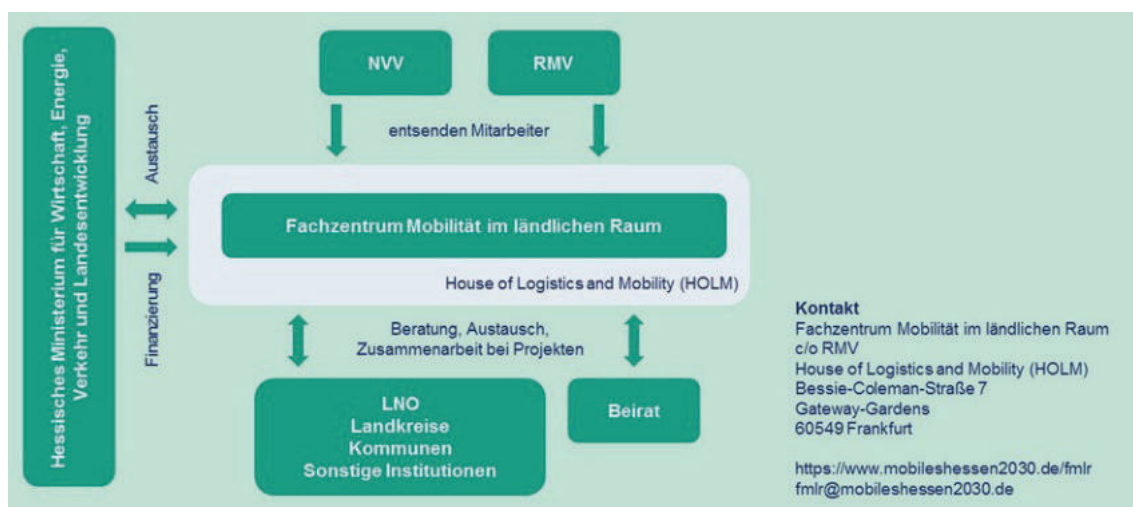 Hessisches Ministerium für Wirtschaft, Energie,
Verkehr und Landesentwicklung
Austausch
Finanzierung
NVV
RMV
entsenden Mitarbeiter
Fachzentrum Mobilität im ländlichen Raum
House of Logistics and Mobility (HOLM)
Beratung, Austausch,
Zusammenarbeit bei Projekten
LNO
Landkreise
Kommunen
Sonstige Institutionen
Beirat
Kontakt
Fachzentrum Mobilität im ländlichen Raum
c/o RMV
House of Logistics and Mobility (HOLM)
Bessie-Coleman-Straße 7
Gateway-Gardens
60549 Frankfurt
https://www.mobileshessen2030.de/fmlr
fmlr@mobileshessen2030.de